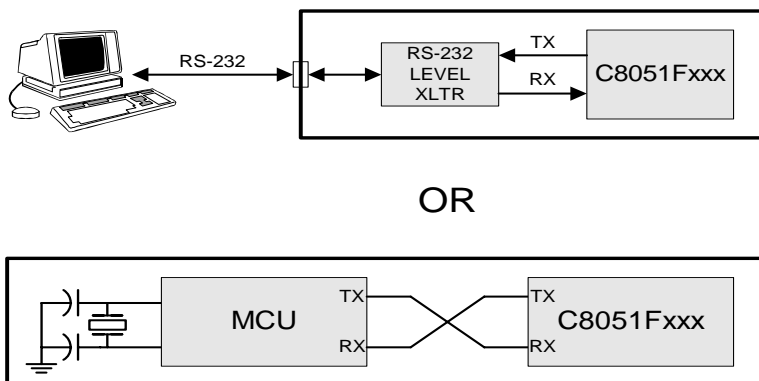 RS-232
RS-232
LEVEL
XLTR
TX
RX
C8051Fxxx
OR
MCU
TX
RX
TX
RX
C8051Fxxx